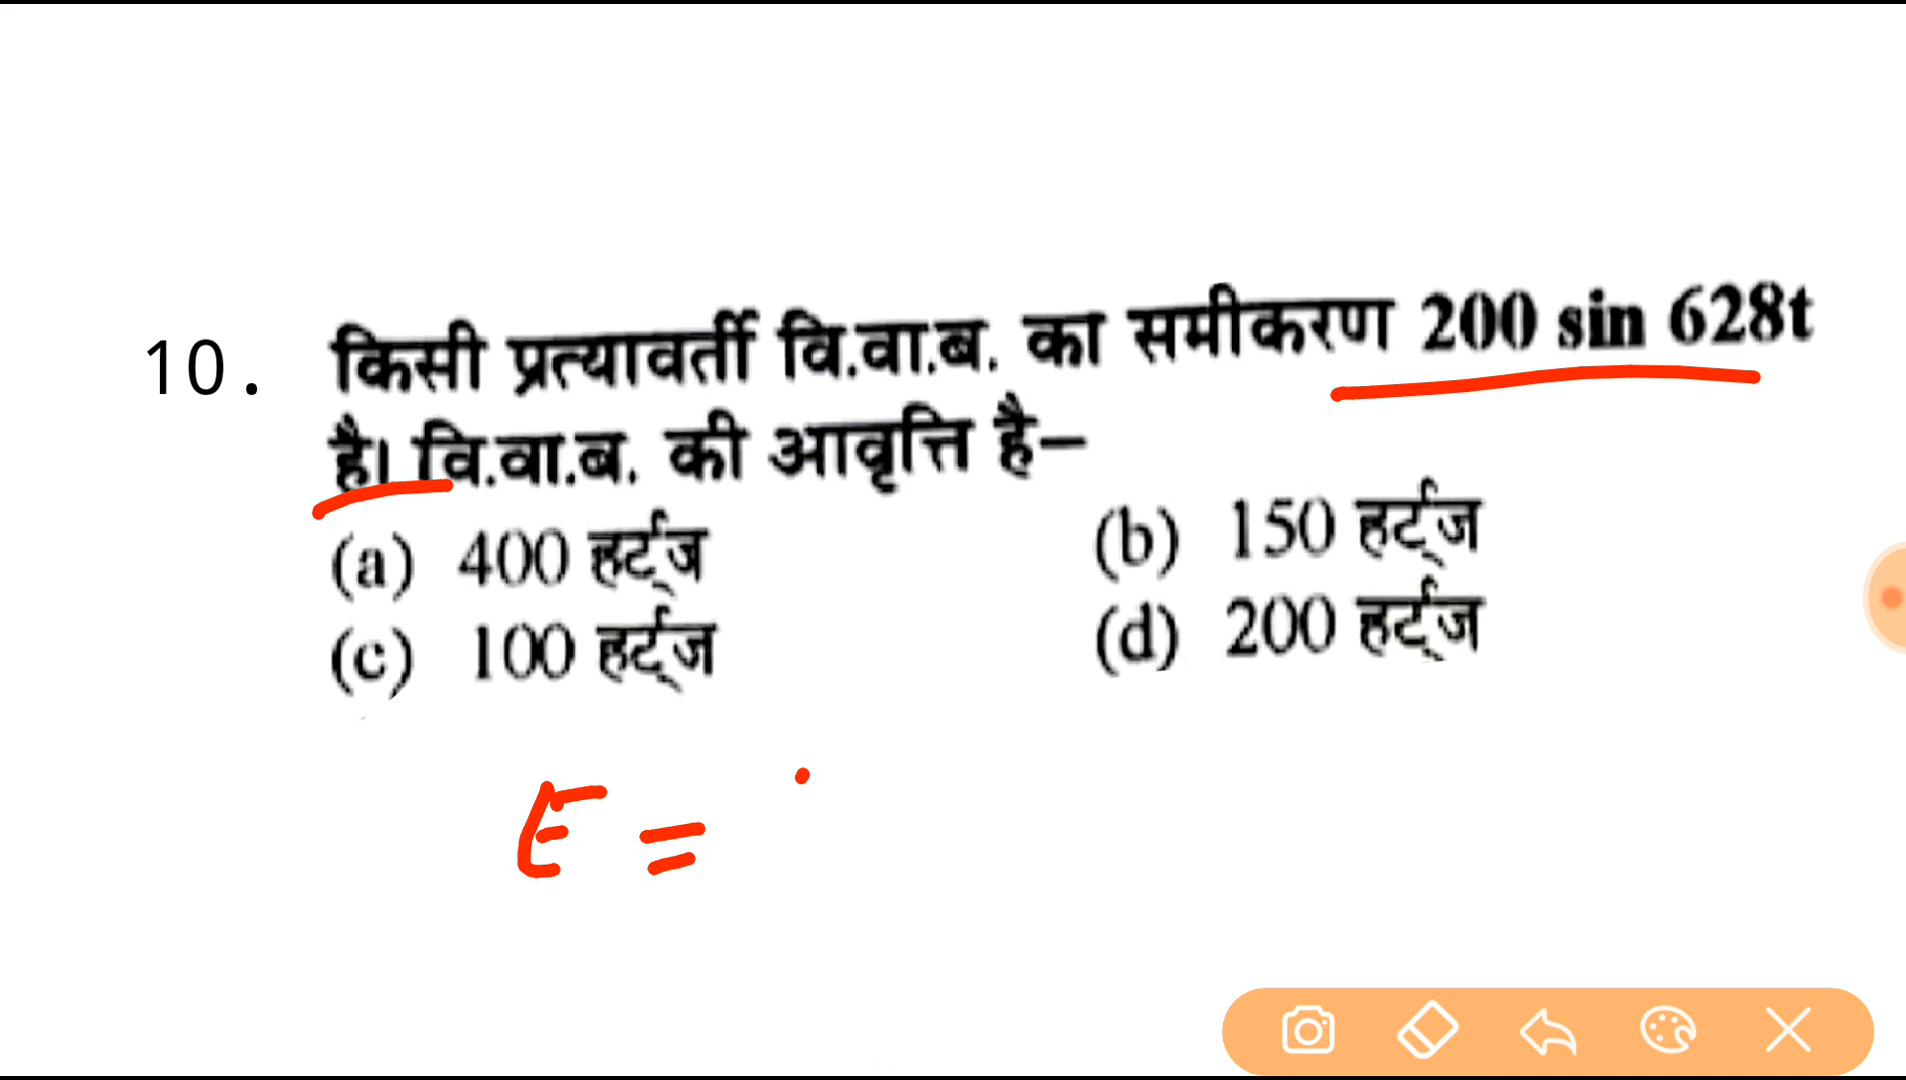 10. किसी प्रत्यावर्ती वि.वा.ब. का समीकरण 200 sin 628t
है। वि.वा.ब. की आवृत्ति है–
(a) 400 हर्ट्ज (b) 150 हर्ट्ज
(c) 100 हर्ट्ज (d) 200 हर्ट्ज
E =